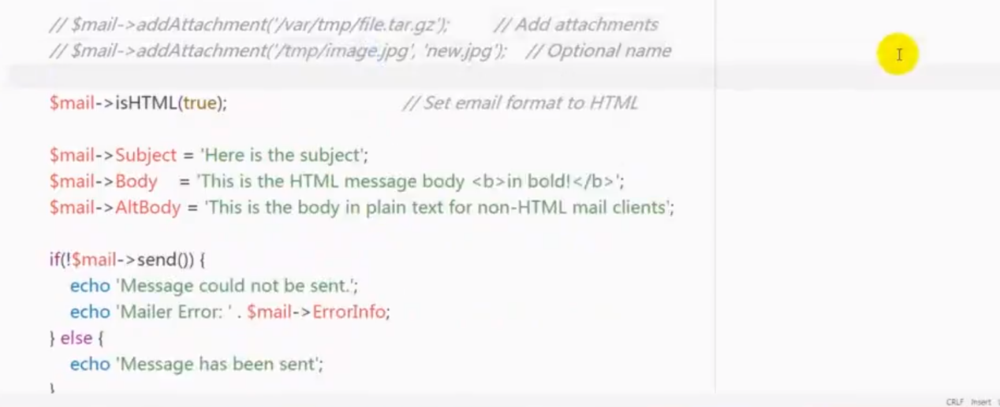 // $mail->addAttachment('/var/tmp/file.tar.gz'); // Add attachments
// $mail->addAttachment('/tmp/image.jpg', 'new.jpg'); // Optional name
$mail->isHTML(true); // Set email format to HTML
$mail->Subject = 'Here is the subject';
$mail->Body = 'This is the HTML message body <b>in bold!</b>';
$mail->AltBody = 'This is the body in plain text for non-HTML mail clients';
if(!$mail->send()) {
echo 'Message could not be sent.';
echo 'Mailer Error: ' . $mail->ErrorInfo;
} else {
echo 'Message has been sent';
}
CRLF Insert